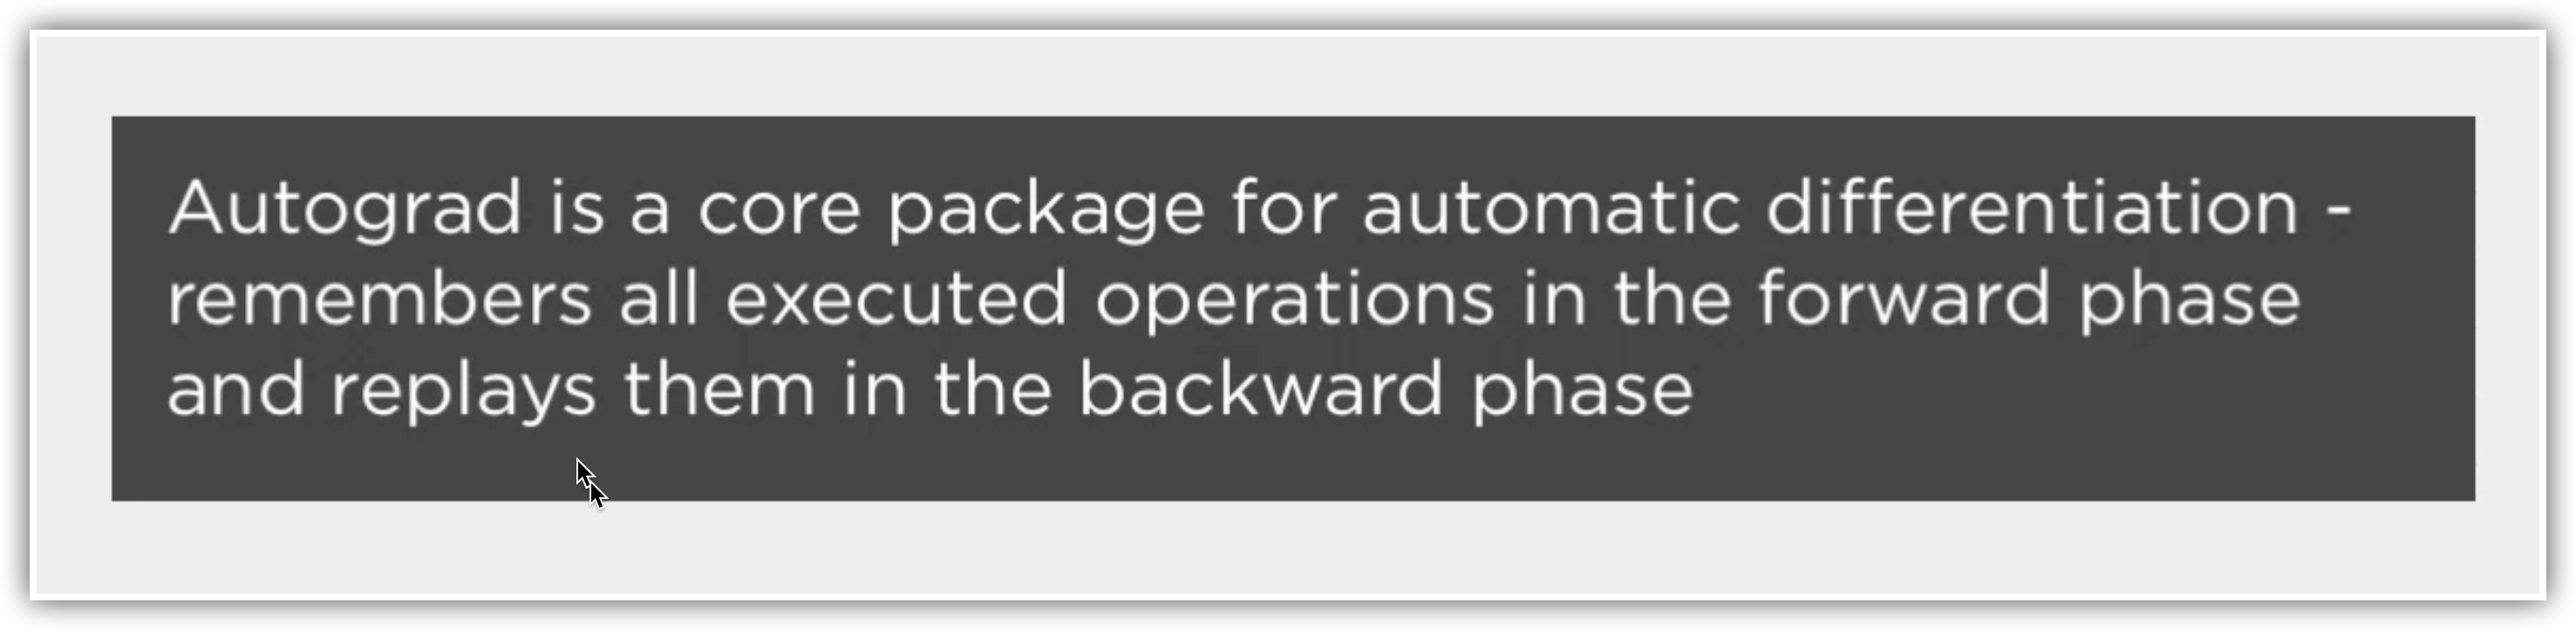 Autograd is a core package for automatic differentiation -
remembers all executed operations in the forward phase
and replays them in the backward phase